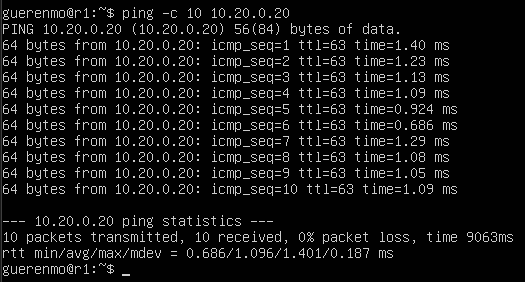 guerenmo@r1:~$ ping -c 10 10.20.0.20
PING 10.20.0.20 (10.20.0.20) 56(84) bytes of data.
64 bytes from 10.20.0.20: icmp_seq=1 ttl=63 time=1.40 ms
64 bytes from 10.20.0.20: icmp_seq=2 ttl=63 time=1.23 ms
64 bytes from 10.20.0.20: icmp_seq=3 ttl=63 time=1.13 ms
64 bytes from 10.20.0.20: icmp_seq=4 ttl=63 time=1.09 ms
64 bytes from 10.20.0.20: icmp_seq=5 ttl=63 time=0.924 ms
64 bytes from 10.20.0.20: icmp_seq=6 ttl=63 time=0.686 ms
64 bytes from 10.20.0.20: icmp_seq=7 ttl=63 time=1.29 ms
64 bytes from 10.20.0.20: icmp_seq=8 ttl=63 time=1.08 ms
64 bytes from 10.20.0.20: icmp_seq=9 ttl=63 time=1.05 ms
64 bytes from 10.20.0.20: icmp_seq=10 ttl=63 time=1.09 ms
--- 10.20.0.20 ping statistics ---
10 packets transmitted, 10 received, 0% packet loss, time 9063ms
rtt min/avg/max/mdev = 0.686/1.096/1.401/0.187 ms
guerenmo@r1:~$ _